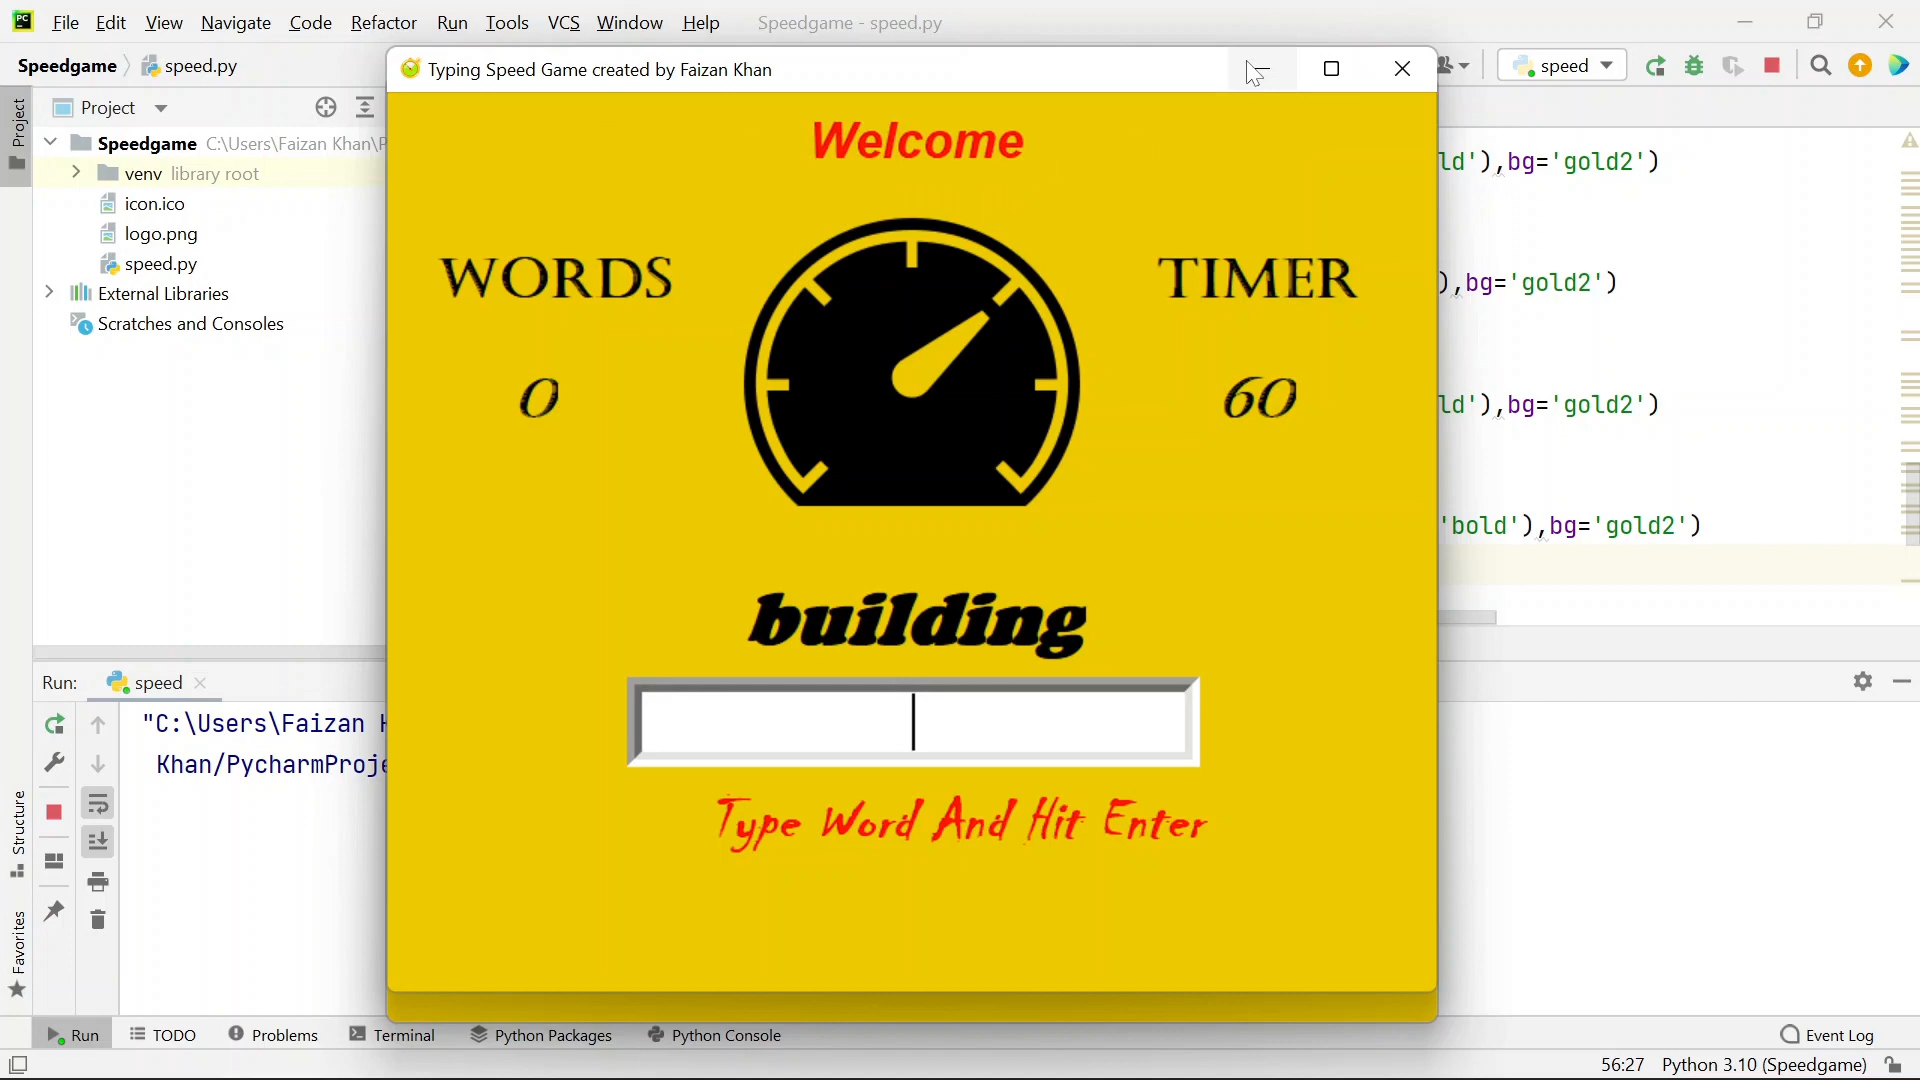 PC File Edit View Navigate Code Refactor Run Tools VCS Window Help Speedgame - speed.py
Speedgame speed.py
speed
Project
Project
Speedgame C:\Users\Faizan Khan\P
venv library root
icon.ico
logo.png
speed.py
External Libraries
Scratches and Consoles
Typing Speed Game created by Faizan Khan
Welcome
WORDS
TIMER
0
60
building
Type Word And Hit Enter
ld'),bg='gold2')
),bg='gold2')
ld'),bg='gold2')
'bold'),bg='gold2')
Run: speed
"C:\Users\Faizan
Khan/PycharmProje
Structure
Favorites
Run TODO Problems Terminal Python Packages Python Console Event Log
56:27 Python 3.10 (Speedgame)